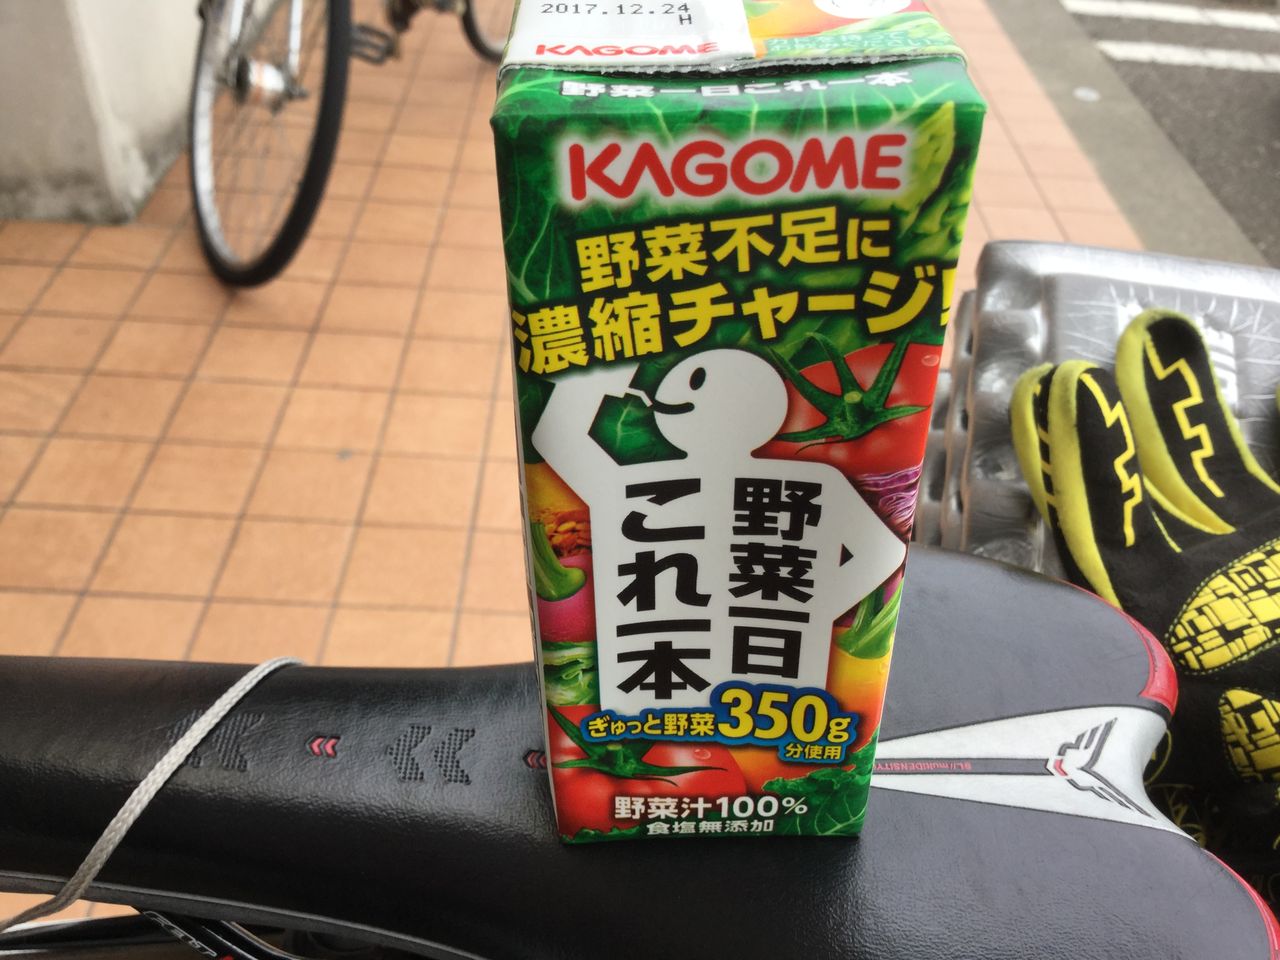 2017.12.24
H
KAGOME
野菜一日これ一本
KAGOME
野菜不足に
濃縮チャージ!
野菜一日
これ一本
ぎゅっと野菜350g
分使用
野菜汁100%
食塩無添加